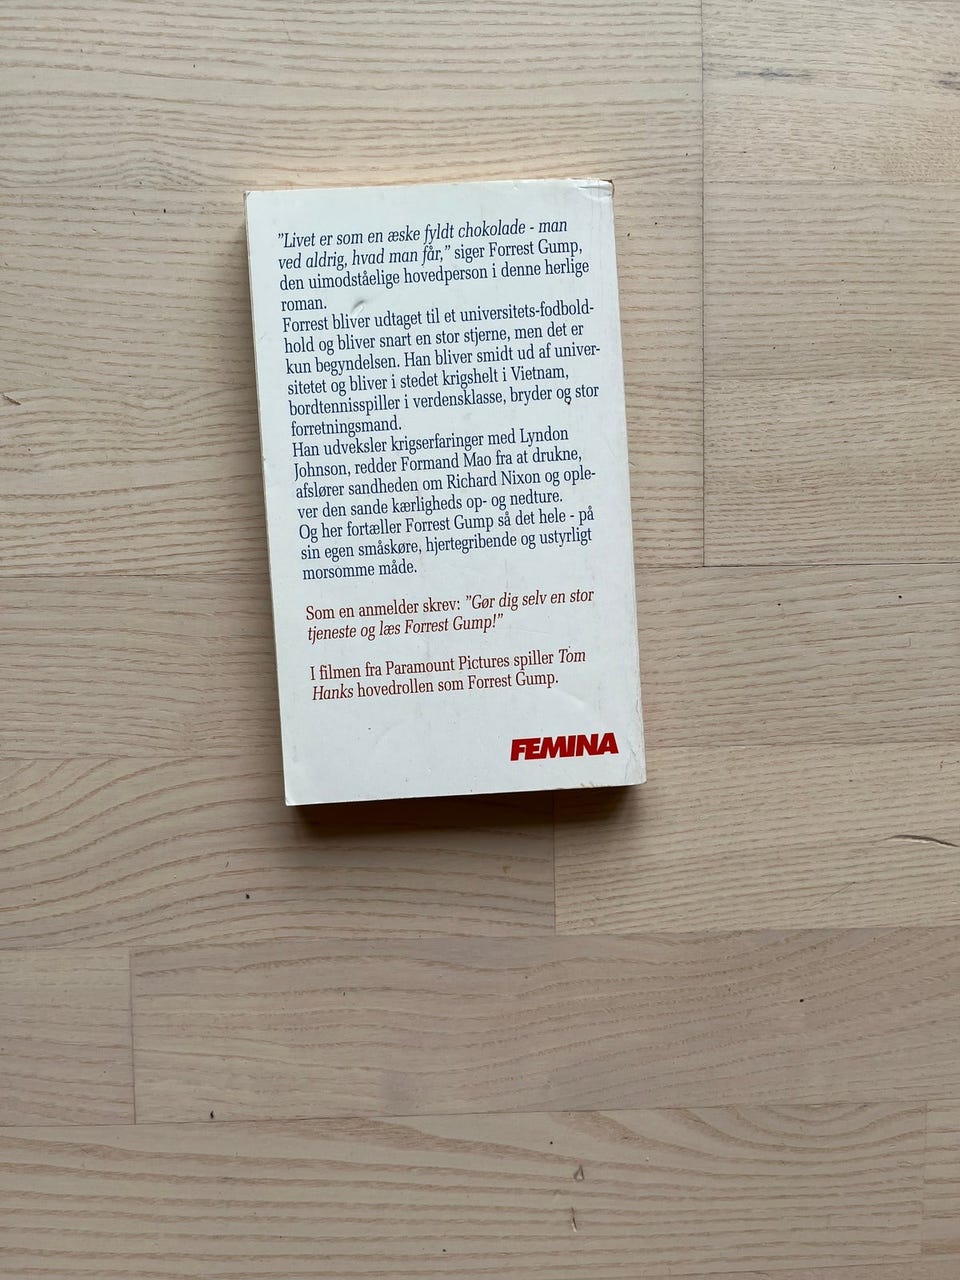 ”Livet er som en æske fyldt chokolade - man
ved aldrig, hvad man får,” siger Forrest Gump,
den uimodståelige hovedperson i denne herlige
roman.
Forrest bliver udtaget til et universitets-fodbold-
hold og bliver snart en stor stjerne, men det er
kun begyndelsen. Han bliver smidt ud af univer-
sitetet og bliver i stedet krigshelt i Vietnam,
bordtennisspiller i verdensklasse, bryder og stor
forretningsmand.
Han udveksler krigserfaringer med Lyndon
Johnson, redder Formand Mao fra at drukne,
afslører sandheden om Richard Nixon og ople-
ver den sande kærligheds op- og nedture.
Og her fortæller Forrest Gump så det hele - på
sin egen småskøre, hjertegribende og ustyrligt
morsomme måde.
Som en anmelder skrev: ”Gør dig selv en stor
tjeneste og læs Forrest Gump!”
I filmen fra Paramount Pictures spiller Tom
Hanks hovedrollen som Forrest Gump.
FEMINA